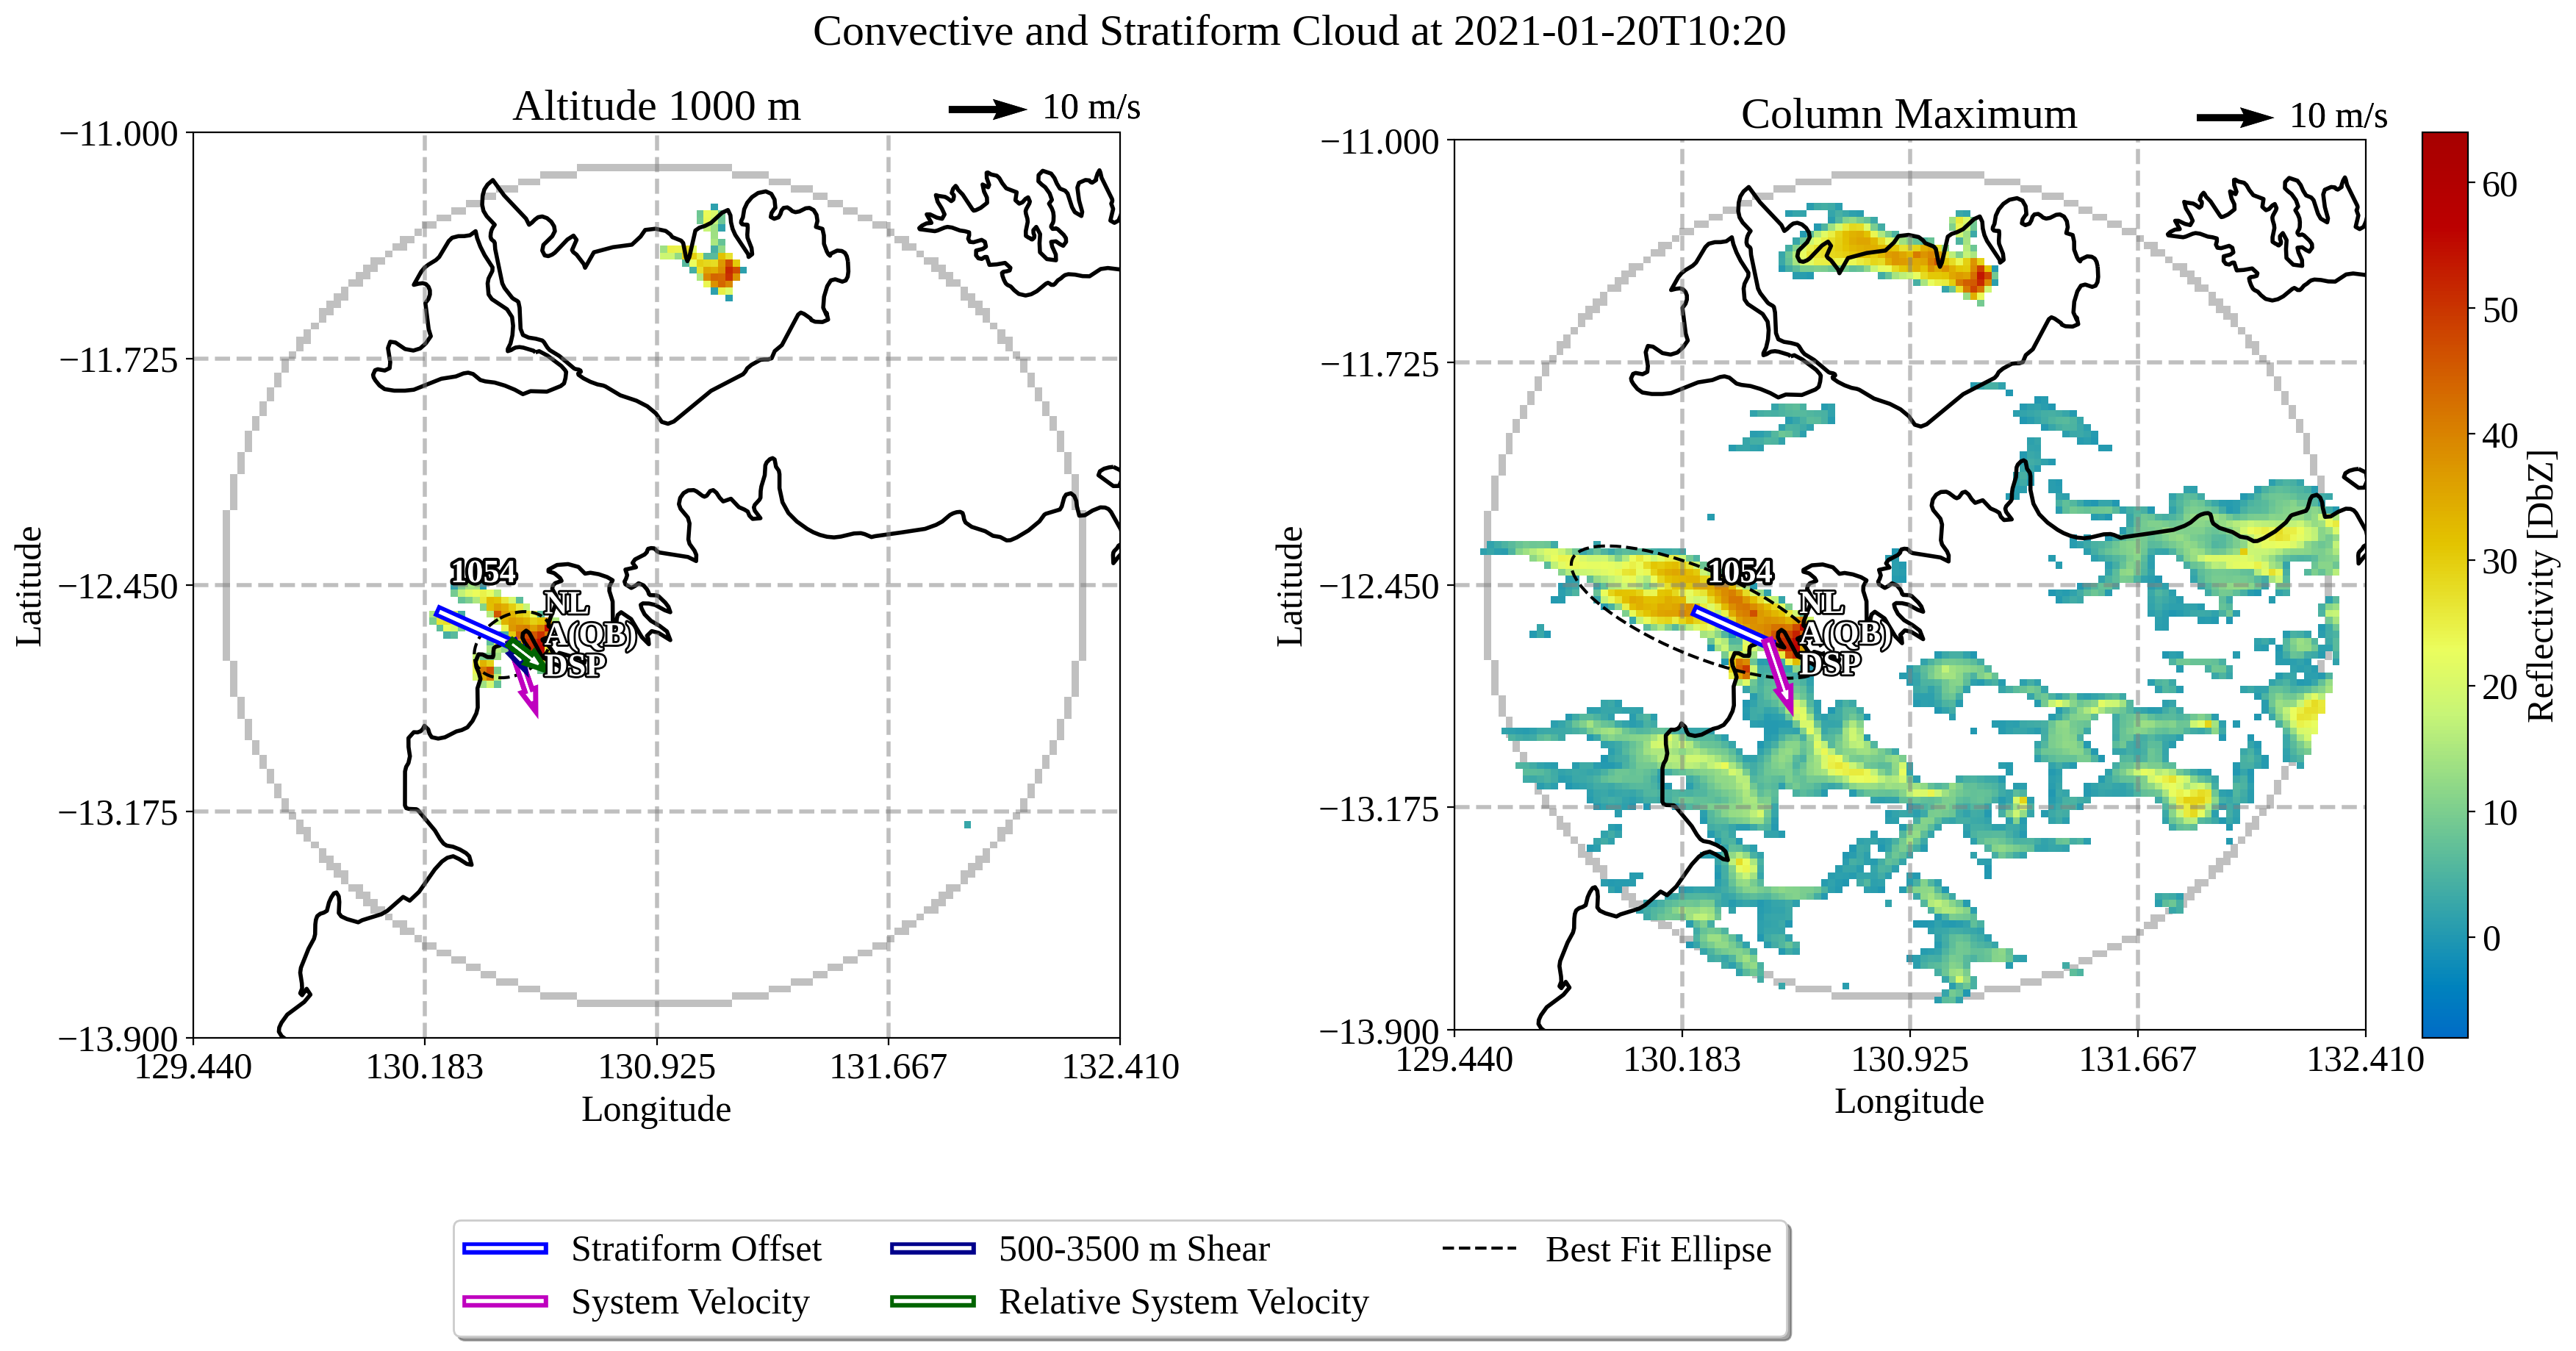 Convective and Stratiform Cloud at 2021-01-20T10:20
Altitude 1000 m
10 m/s
−11.000
−11.725
−12.450
−13.175
−13.900
129.440
130.183
130.925
131.667
132.410
Latitude
Longitude
1054
NL
A(QB)
DSP
Column Maximum
10 m/s
−11.000
−11.725
−12.450
−13.175
−13.900
129.440
130.183
130.925
131.667
132.410
Latitude
Longitude
1054
NL
A(QB)
DSP
60
50
40
30
20
10
0
Reflectivity [DbZ]
Stratiform Offset
System Velocity
500-3500 m Shear
Relative System Velocity
Best Fit Ellipse